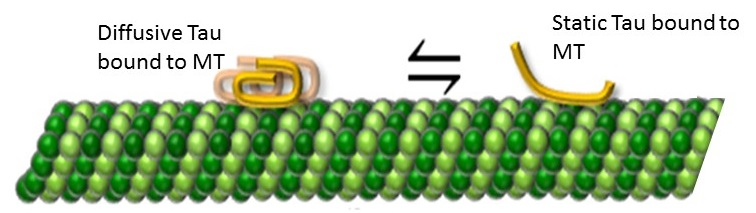 Diffusive Tau
bound to MT
Static Tau bound to
MT